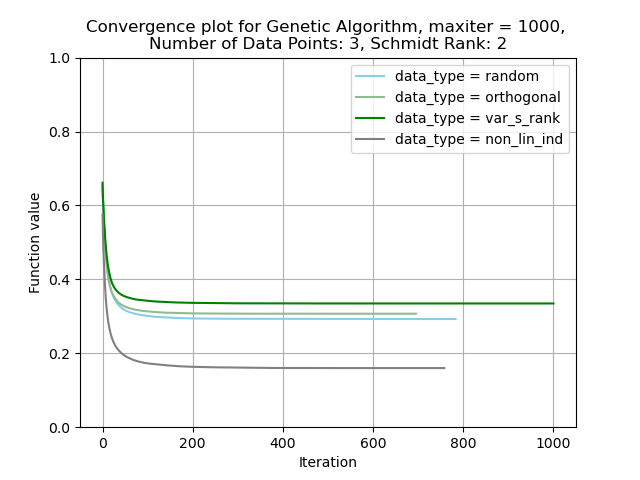 Convergence plot for Genetic Algorithm, maxiter = 1000,
Number of Data Points: 3, Schmidt Rank: 2
data_type = random
data_type = orthogonal
data_type = var_s_rank
data_type = non_lin_ind
Function value
1.0
0.8
0.6
0.4
0.2
0.0
0 200 400 600 800 1000
Iteration